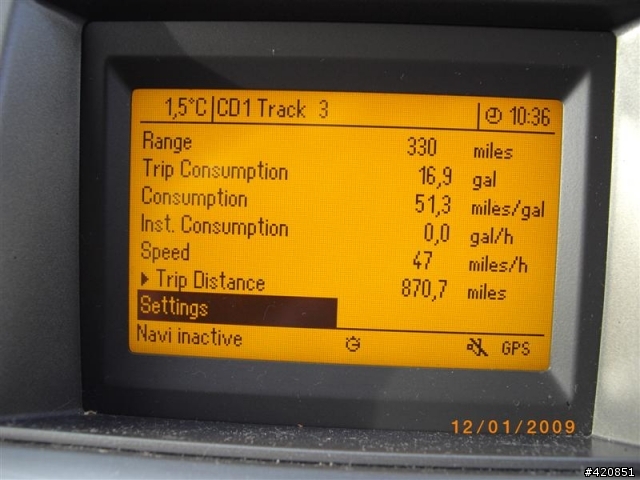 1,5°C CD1 Track 3 10:36
Range 330 miles
Trip Consumption 16,9 gal
Consumption 51,3 miles/gal
Inst. Consumption 0,0 gal/h
Speed 47 miles/h
Trip Distance 870,7 miles
Settings
Navi inactive GPS
12/01/2009
#420851